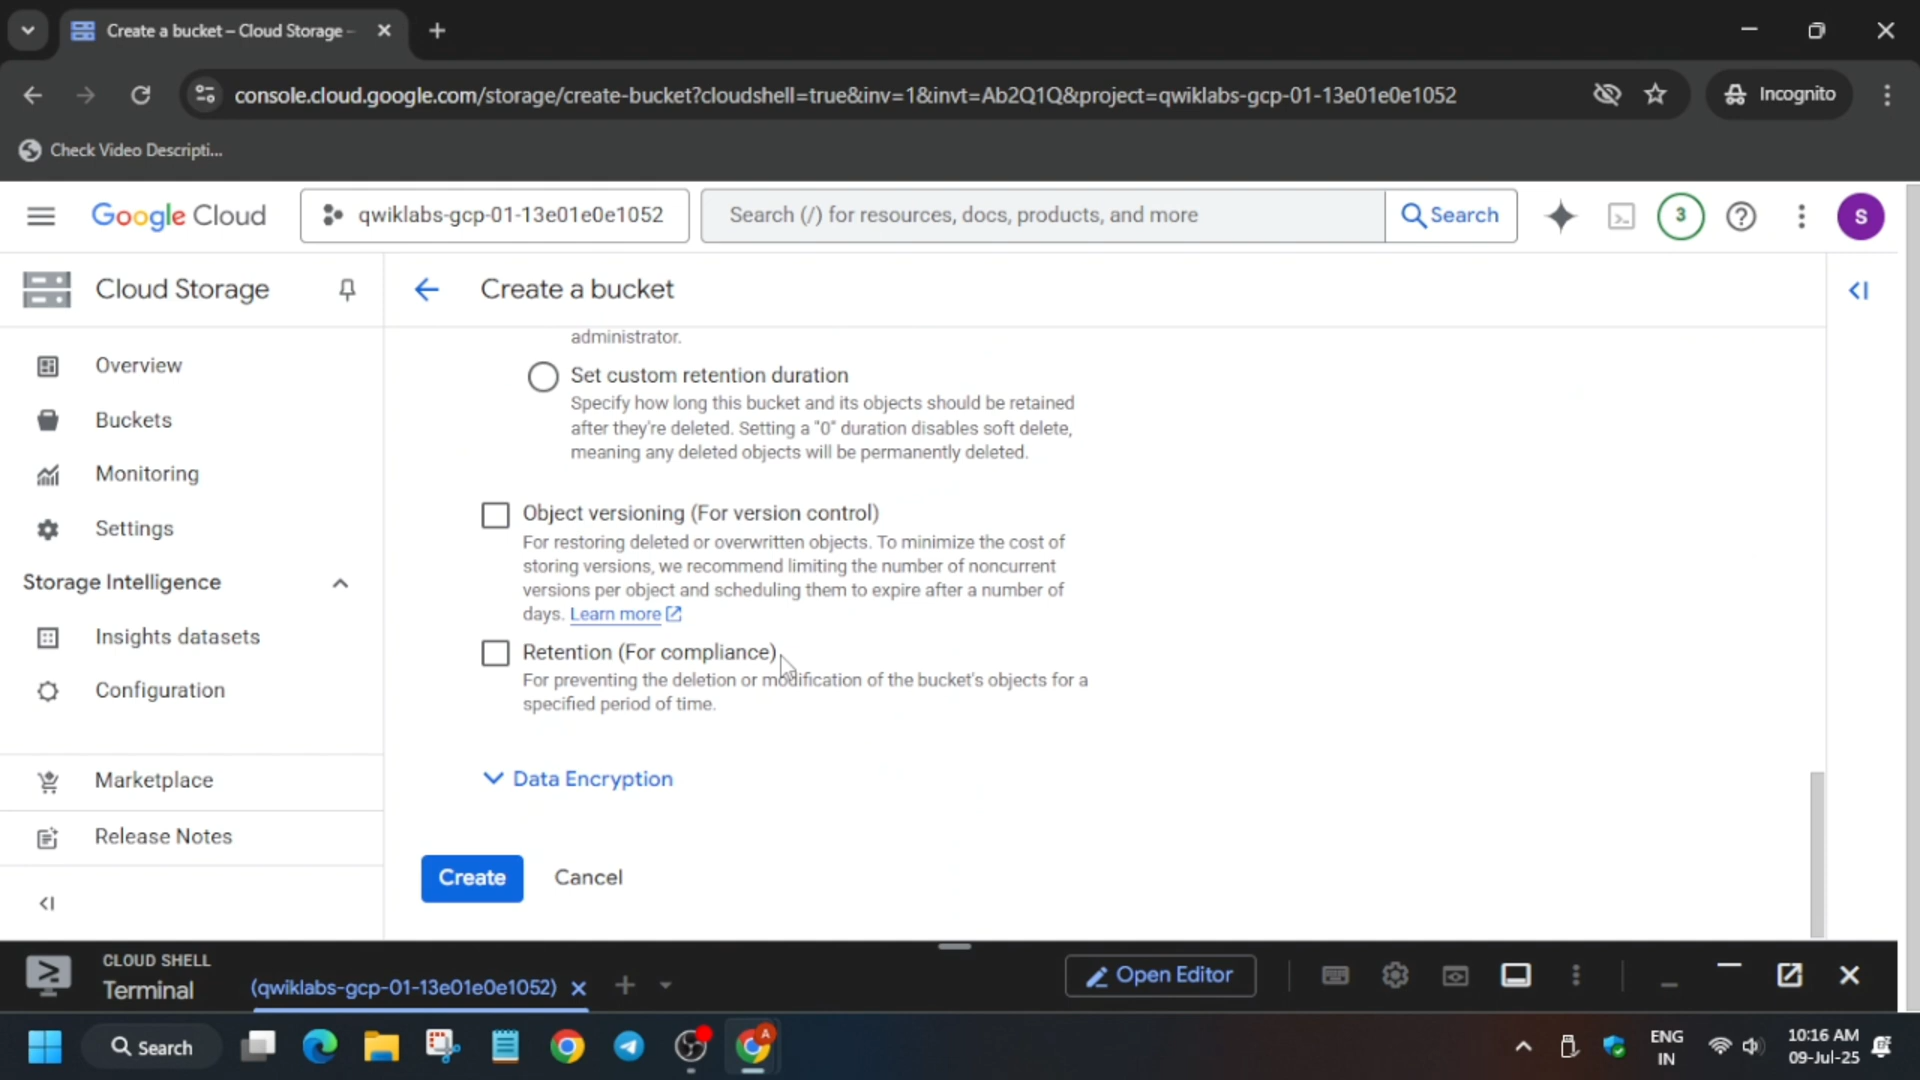 Create a bucket – Cloud Storage –
console.cloud.google.com/storage/create-bucket?cloudshell=true&inv=1&invt=Ab2Q1Q&project=qwiklabs-gcp-01-13e01e0e1052
Incognito
Check Video Descripti...
Google Cloud
qwiklabs-gcp-01-13e01e0e1052
Search (/) for resources, docs, products, and more
Search
3
S
Cloud Storage
Create a bucket
Overview
Buckets
Monitoring
Settings
Storage Intelligence
Insights datasets
Configuration
Marketplace
Release Notes
administrator.
Set custom retention duration
Specify how long this bucket and its objects should be retained
after they're deleted. Setting a "0" duration disables soft delete,
meaning any deleted objects will be permanently deleted.
Object versioning (For version control)
For restoring deleted or overwritten objects. To minimize the cost of
storing versions, we recommend limiting the number of noncurrent
versions per object and scheduling them to expire after a number of
days. Learn more
Retention (For compliance)
For preventing the deletion or modification of the bucket's objects for a
specified period of time.
Data Encryption
Create
Cancel
CLOUD SHELL
Terminal
(qwiklabs-gcp-01-13e01e0e1052)
Open Editor
Search
A
ENG
IN
10:16 AM
09-Jul-25